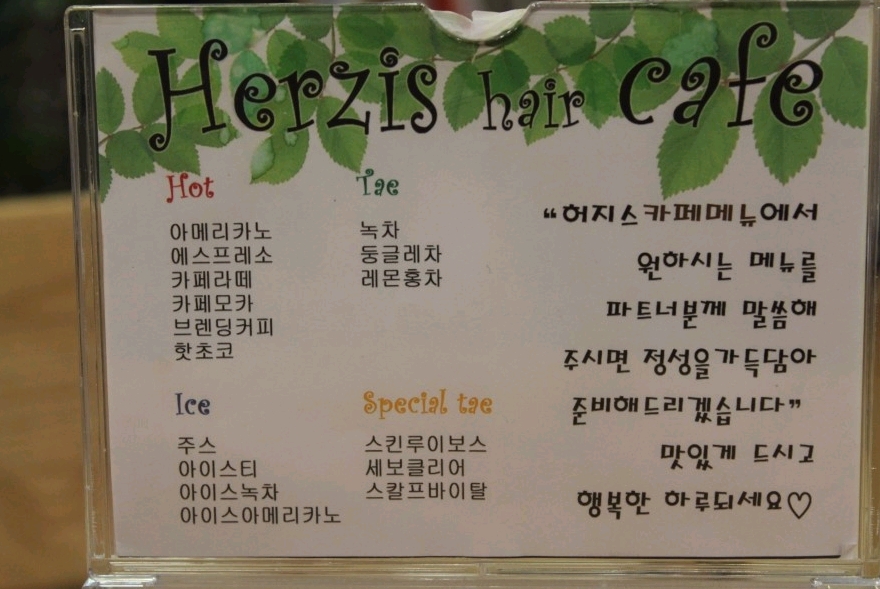 Herzis hair cafe
Hot
아메리카노
에스프레소
카페라떼
카페모카
브렌딩커피
핫초코
Tae
녹차
둥글레차
레몬홍차
Ice
주스
아이스티
아이스녹차
아이스아메리카노
Special tae
스킨루이보스
세보클리어
스칼프바이탈
“허지스카페메뉴에서
원하시는 메뉴를
파트너분께 말씀해
주시면 정성을가득담아
준비해드리겠습니다”
맛있게 드시고
행복한 하루되세요♡